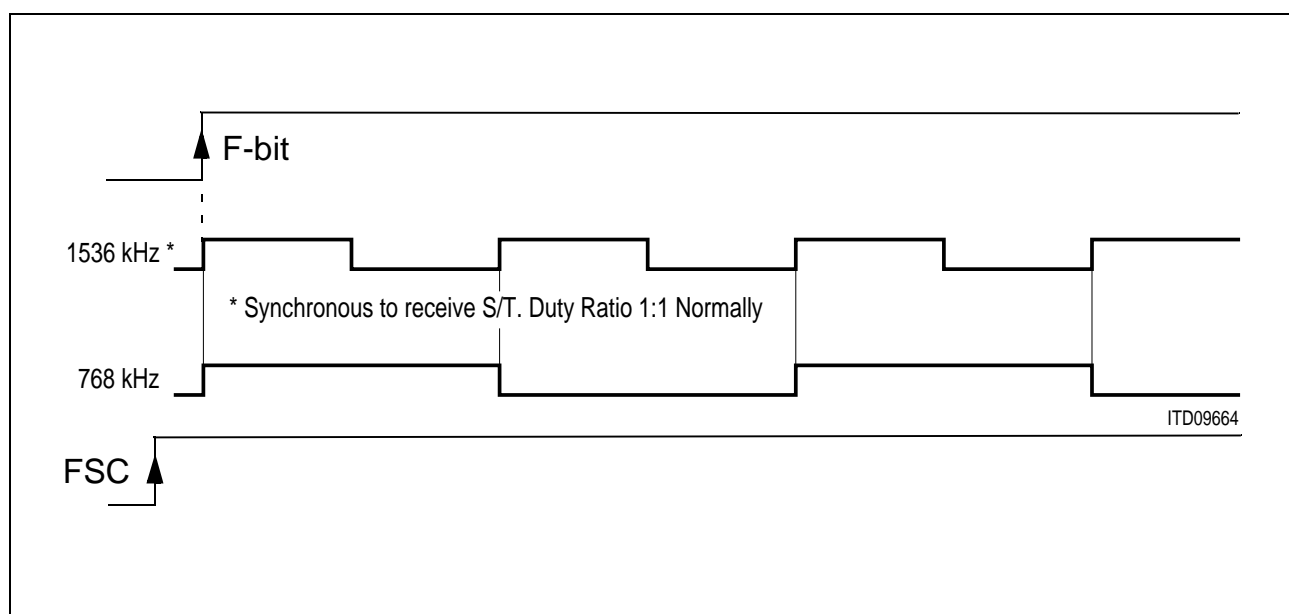 F-bit
1536 kHz *
* Synchronous to receive S/T. Duty Ratio 1:1 Normally
768 kHz
ITD09664
FSC